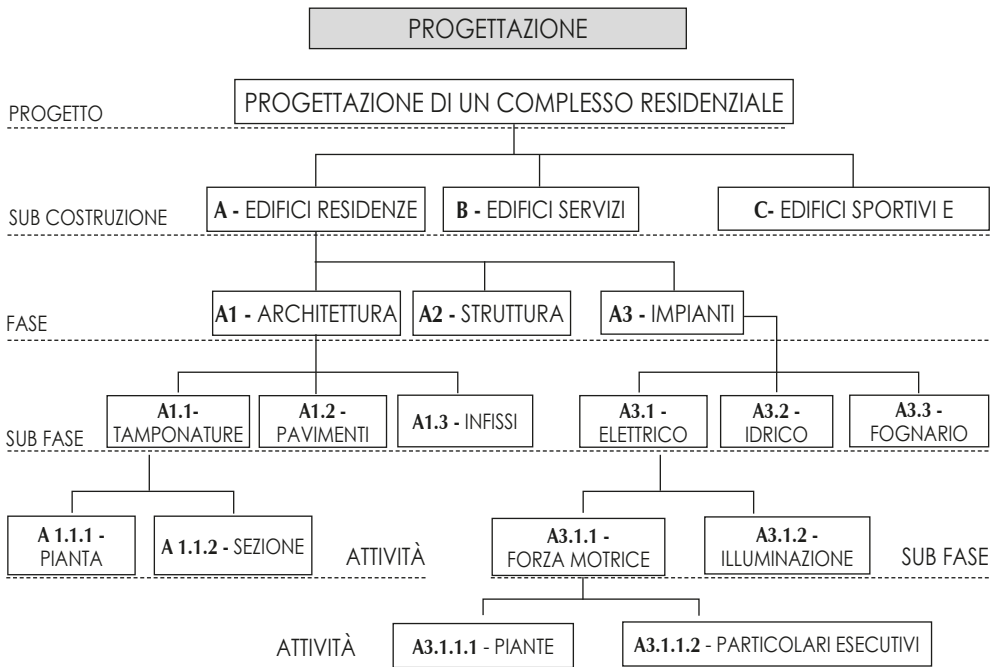 PROGETTAZIONE
PROGETTO
PROGETTAZIONE DI UN COMPLESSO RESIDENZIALE
SUB COSTRUZIONE
A - EDIFICI RESIDENZE
B - EDIFICI SERVIZI
C- EDIFICI SPORTIVI E
FASE
A1 - ARCHITETTURA
A2 - STRUTTURA
A3 - IMPIANTI
SUB FASE
A1.1-
TAMPONATURE
A1.2 -
PAVIMENTI
A1.3 - INFISSI
A3.1 -
ELETTRICO
A3.2 -
IDRICO
A3.3 -
FOGNARIO
A 1.1.1 -
PIANTA
A 1.1.2 - SEZIONE
ATTIVITÀ
A3.1.1 -
FORZA MOTRICE
A3.1.2 -
ILLUMINAZIONE
SUB FASE
ATTIVITÀ
A3.1.1.1 - PIANTE
A3.1.1.2 - PARTICOLARI ESECUTIVI